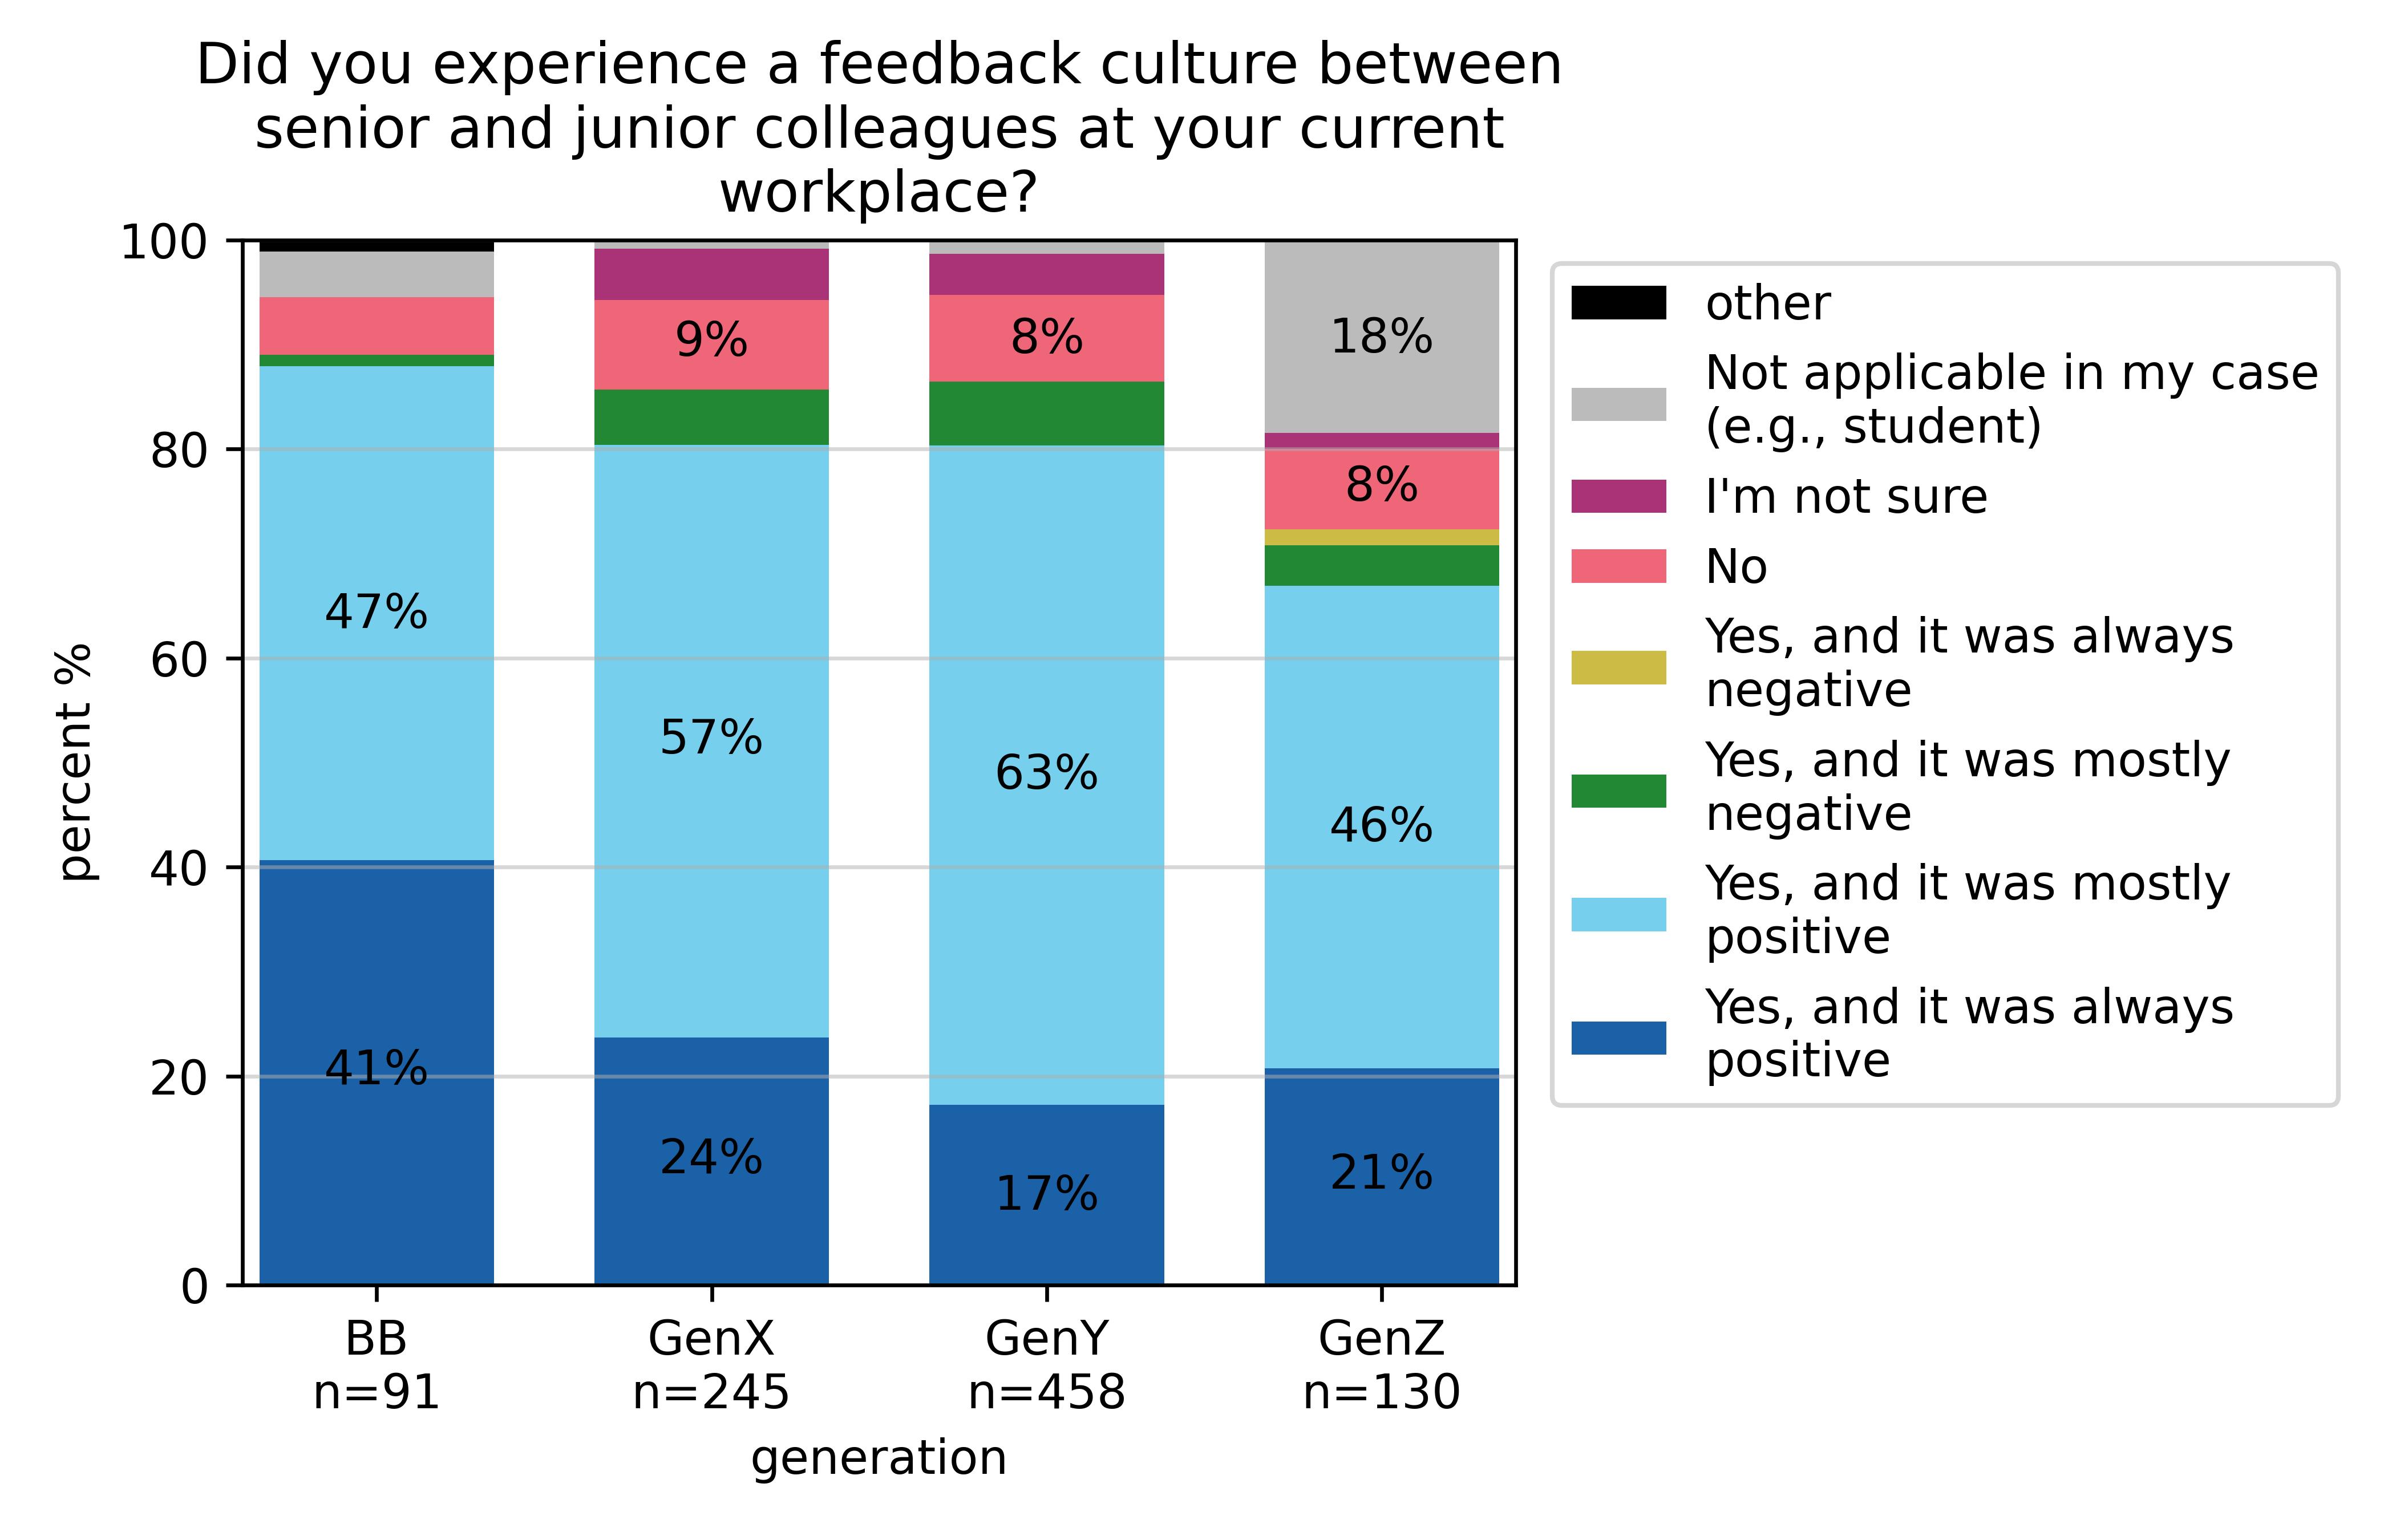 Did you experience a feedback culture between
senior and junior colleagues at your current
workplace?
percent %
100
80
60
40
20
0
47%
41%
9%
57%
24%
8%
63%
17%
18%
8%
46%
21%
BB
n=91
GenX
n=245
GenY
n=458
GenZ
n=130
generation
other
Not applicable in my case
(e.g., student)
I'm not sure
No
Yes, and it was always
negative
Yes, and it was mostly
negative
Yes, and it was mostly
positive
Yes, and it was always
positive